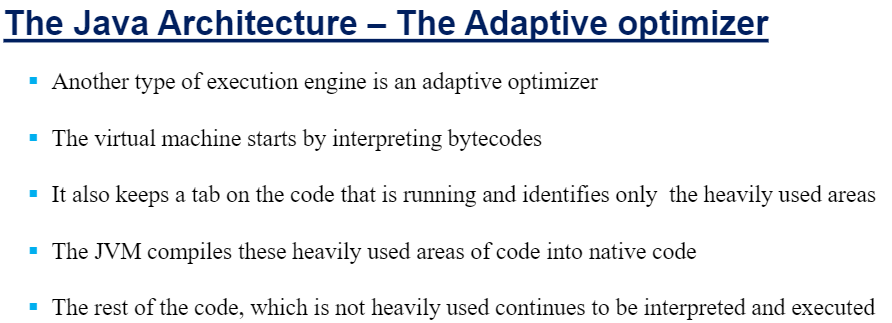 The Java Architecture – The Adaptive optimizer
▪ Another type of execution engine is an adaptive optimizer
▪ The virtual machine starts by interpreting bytecodes
▪ It also keeps a tab on the code that is running and identifies only  the heavily used areas
▪ The JVM compiles these heavily used areas of code into native code
▪ The rest of the code, which is not heavily used continues to be interpreted and executed